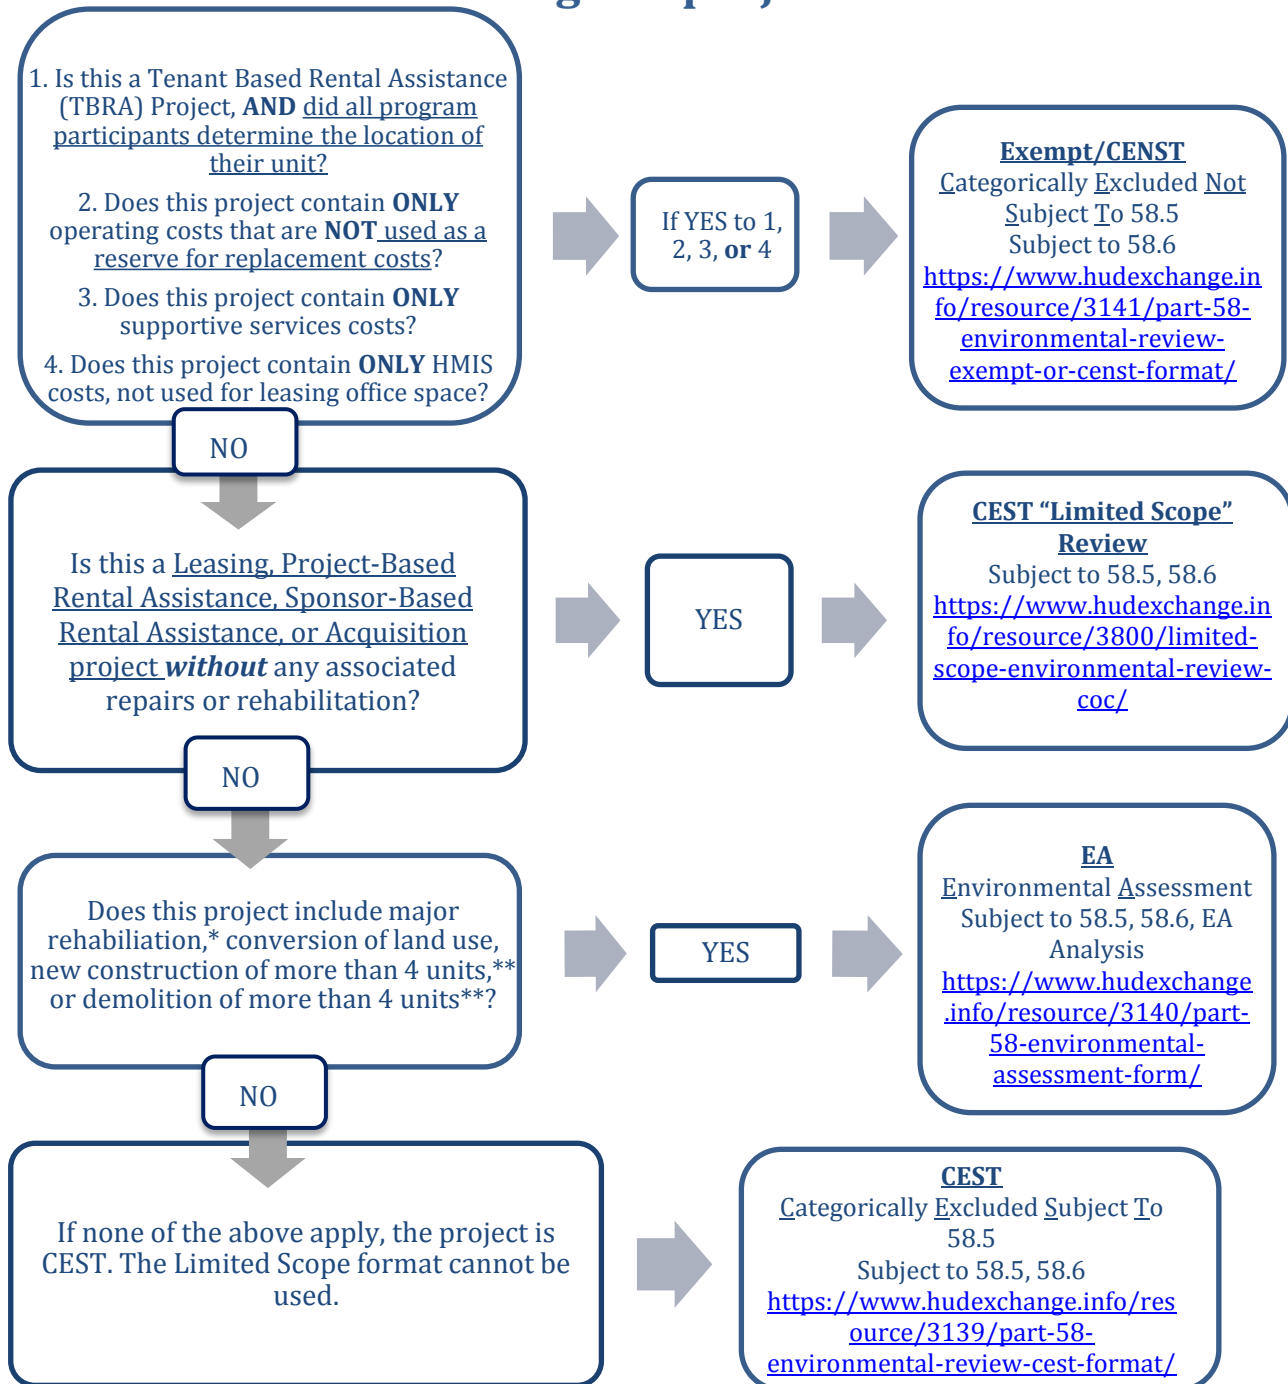 1. Is this a Tenant Based Rental Assistance
(TBRA) Project, AND did all program
participants determine the location of
their unit?
2. Does this project contain ONLY
operating costs that are NOT used as a
reserve for replacement costs?
3. Does this project contain ONLY
supportive services costs?
4. Does this project contain ONLY HMIS
costs, not used for leasing office space?
If YES to 1,
2, 3, or 4
Exempt/CENST
Categorically Excluded Not
Subject To 58.5
Subject to 58.6
https://www.hudexchange.in
fo/resource/3141/part-58-
environmental-review-
exempt-or-censt-format/
NO
Is this a Leasing, Project-Based
Rental Assistance, Sponsor-Based
Rental Assistance, or Acquisition
project without any associated
repairs or rehabilitation?
YES
CEST “Limited Scope”
Review
Subject to 58.5, 58.6
https://www.hudexchange.in
fo/resource/3800/limited-
scope-environmental-review-
coc/
NO
Does this project include major
rehabiliation,* conversion of land use,
new construction of more than 4 units,**
or demolition of more than 4 units**?
YES
EA
Environmental Assessment
Subject to 58.5, 58.6, EA
Analysis
https://www.hudexchange
.info/resource/3140/part-
58-environmental-
assessment-form/
NO
If none of the above apply, the project is
CEST. The Limited Scope format cannot be
used.
CEST
Categorically Excluded Subject To
58.5
Subject to 58.5, 58.6
https://www.hudexchange.info/res
ource/3139/part-58-
environmental-review-cest-format/